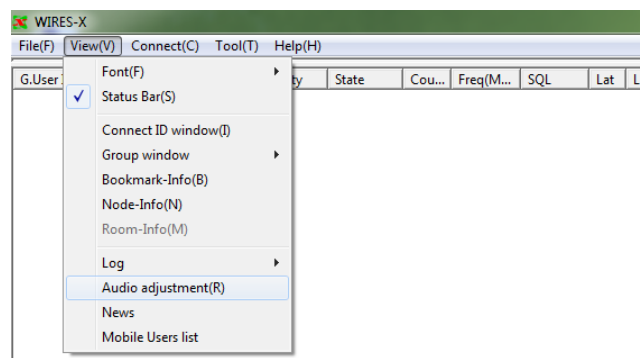 WIRES-X
File(F) View(V) Connect(C) Tool(T) Help(H)
G.User ty State Cou... Freq(M... SQL Lat L
Font(F)
Status Bar(S)
Connect ID window(I)
Group window
Bookmark-Info(B)
Node-Info(N)
Room-Info(M)
Log
Audio adjustment(R)
News
Mobile Users list